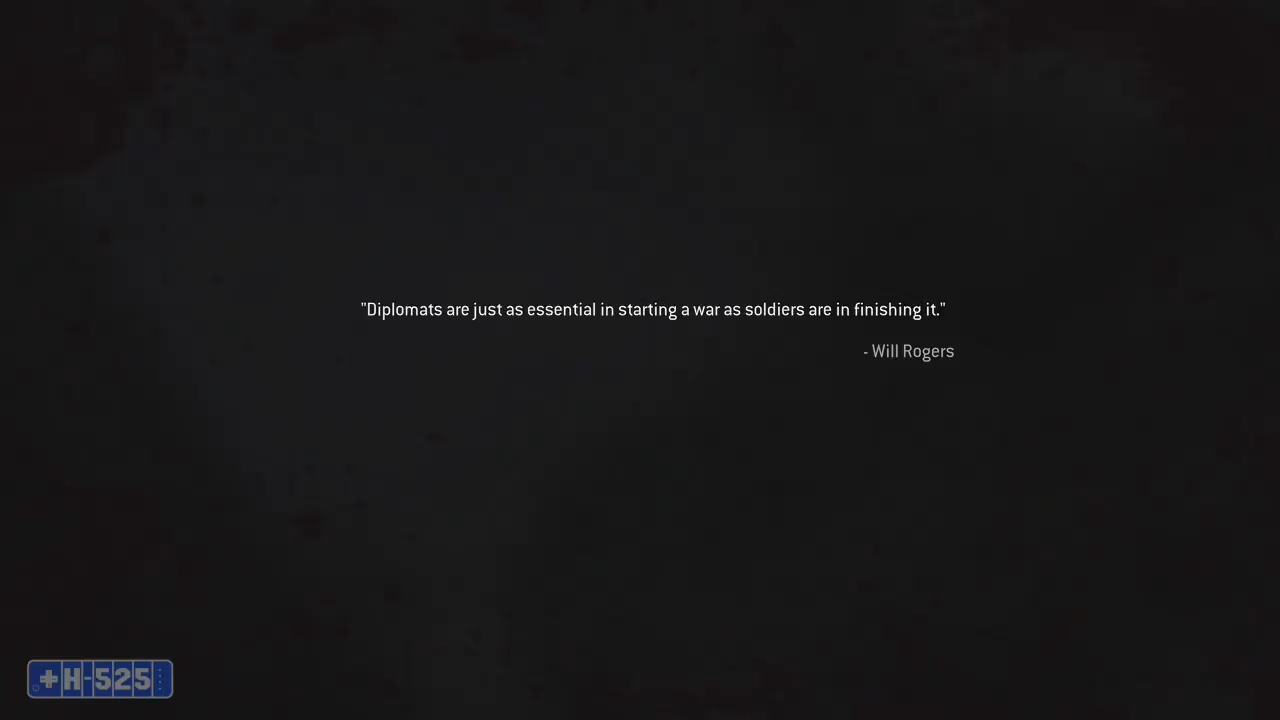 "Diplomats are just as essential in starting a war as soldiers are in finishing it."
- Will Rogers
+H-525